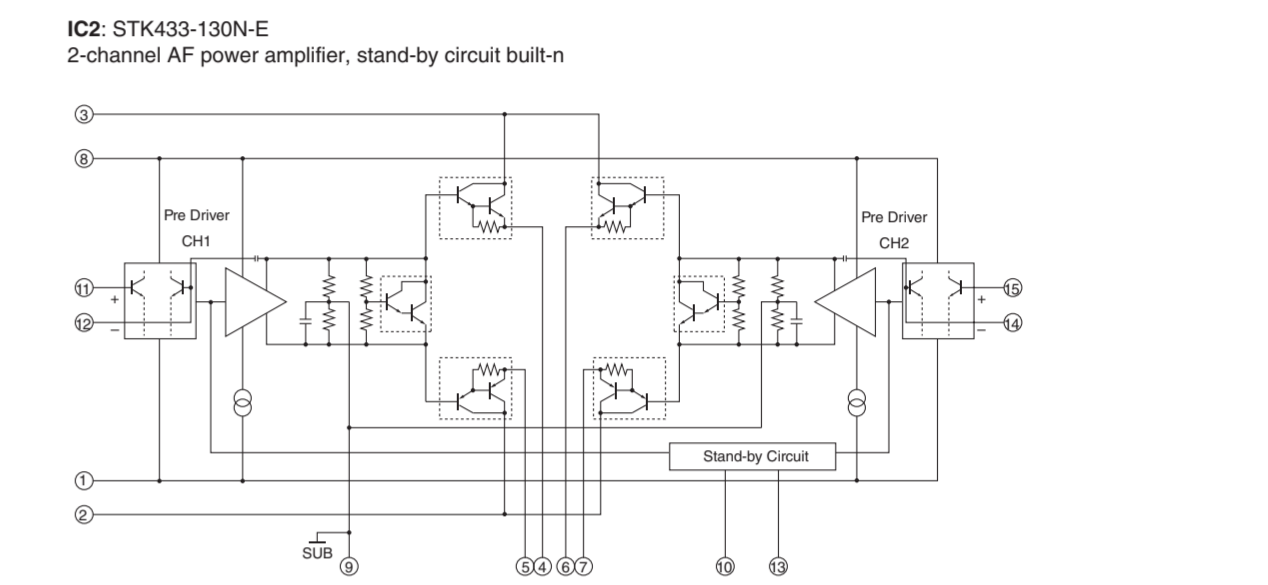 IC2: STK433-130N-E
2-channel AF power amplifier, stand-by circuit built-n
3
8
Pre Driver
CH1
Pre Driver
CH2
11
+
12
−
15
+
14
−
Stand-by Circuit
1
2
SUB
9
5
4
6
7
10
13